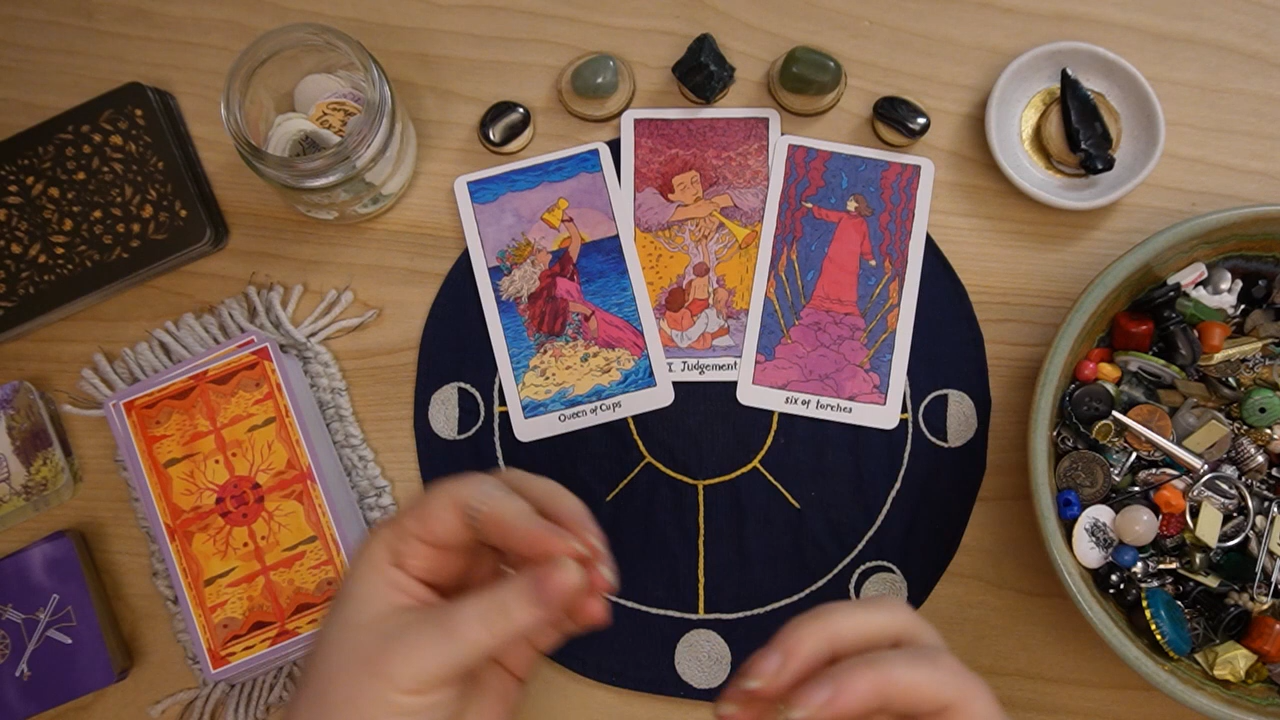 Queen of Cups
I. Judgement
six of torches